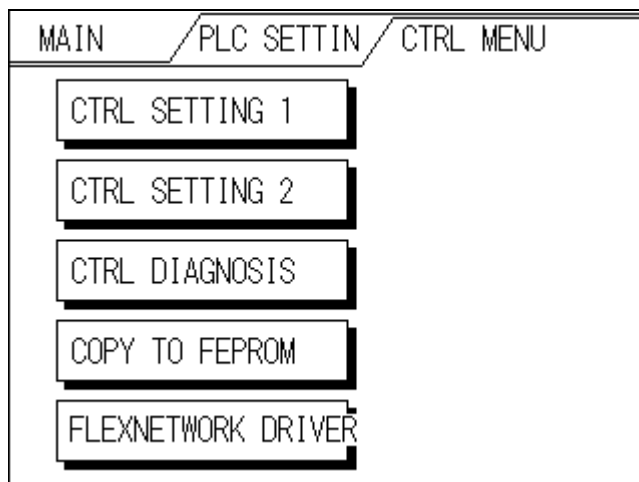 MAIN PLC SETTIN CTRL MENU
CTRL SETTING 1
CTRL SETTING 2
CTRL DIAGNOSIS
COPY TO FEPROM
FLEXNETWORK DRIVER